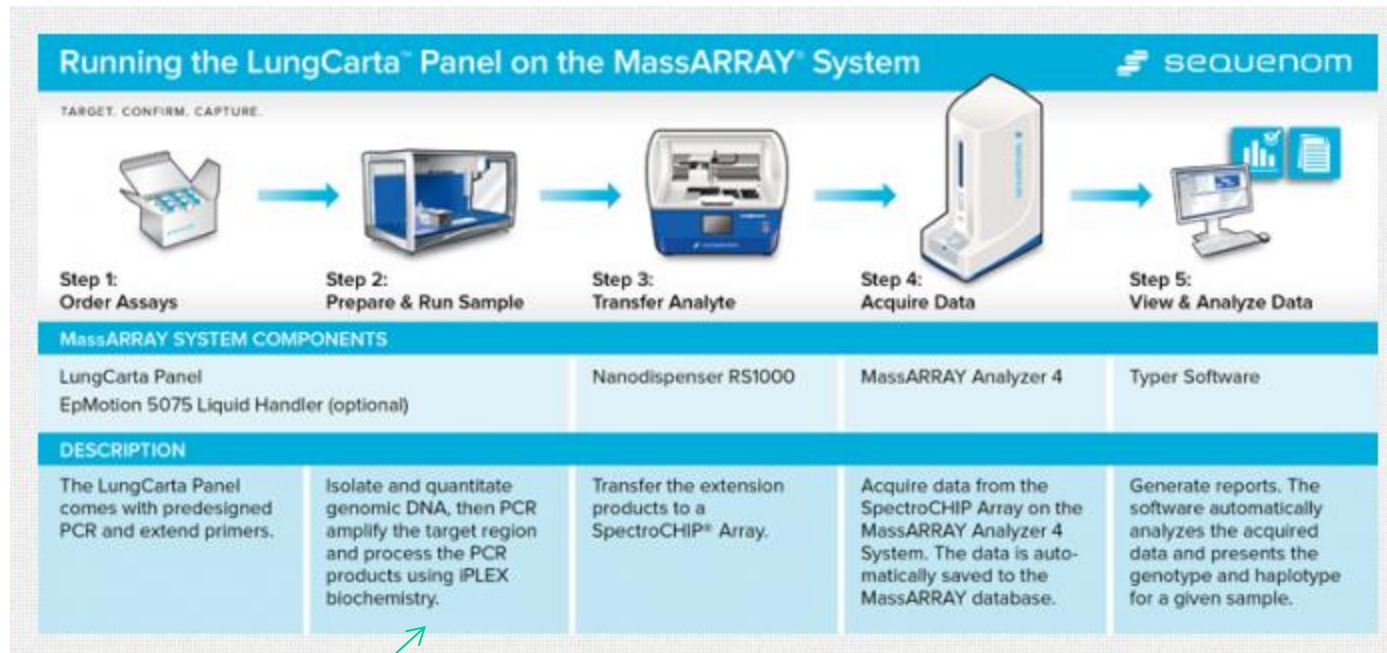 Running the LungCarta™ Panel on the MassARRAY® System
sequenom
TARGET. CONFIRM. CAPTURE.
Step 1:
Order Assays
Step 2:
Prepare & Run Sample
Step 3:
Transfer Analyte
Step 4:
Acquire Data
Step 5:
View & Analyze Data
MassARRAY SYSTEM COMPONENTS
LungCarta Panel
EpMotion 5075 Liquid Handler (optional)
Nanodispenser RS1000
MassARRAY Analyzer 4
Typer Software
DESCRIPTION
The LungCarta Panel
comes with predesigned
PCR and extend primers.
Isolate and quantitate
genomic DNA, then PCR
amplify the target region
and process the PCR
products using iPLEX
biochemistry.
Transfer the extension
products to a
SpectroCHIP® Array.
Acquire data from the
SpectroCHIP Array on the
MassARRAY Analyzer 4
System. The data is auto-
matically saved to the
MassARRAY database.
Generate reports. The
software automatically
analyzes the acquired
data and presents the
genotype and haplotype
for a given sample.